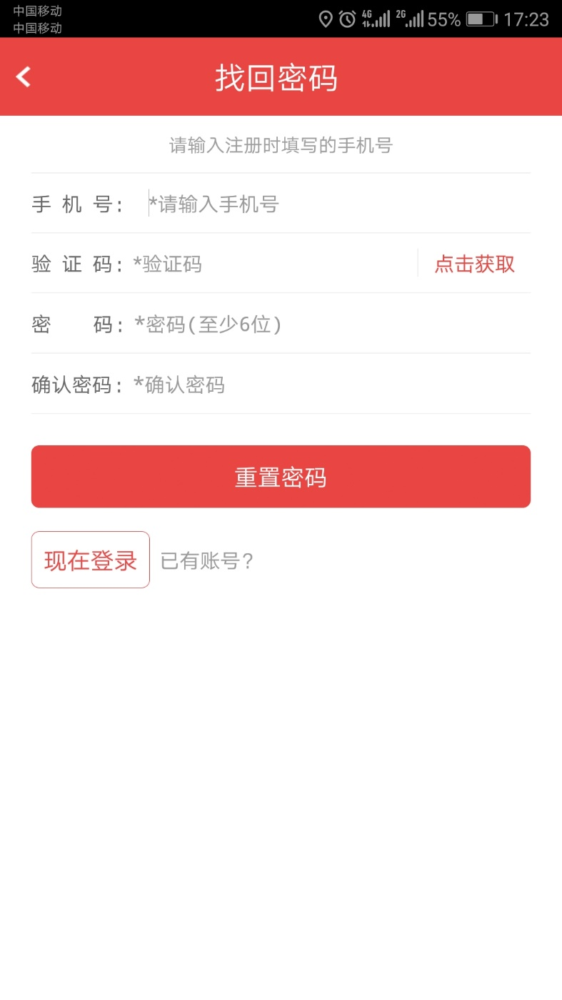 中国移动
中国移动
4G 2G 55% 17:23
找回密码
请输入注册时填写的手机号
手 机 号: *请输入手机号
验 证 码: *验证码 点击获取
密 码: *密码(至少6位)
确认密码: *确认密码
重置密码
现在登录 已有账号?